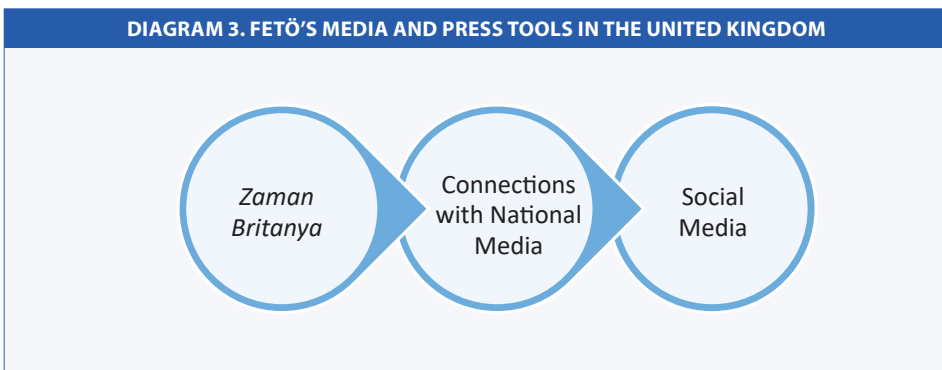 DIAGRAM 3. FETÖ'S MEDIA AND PRESS TOOLS IN THE UNITED KINGDOM
Zaman
Britanya
Connections
with National
Media
Social
Media